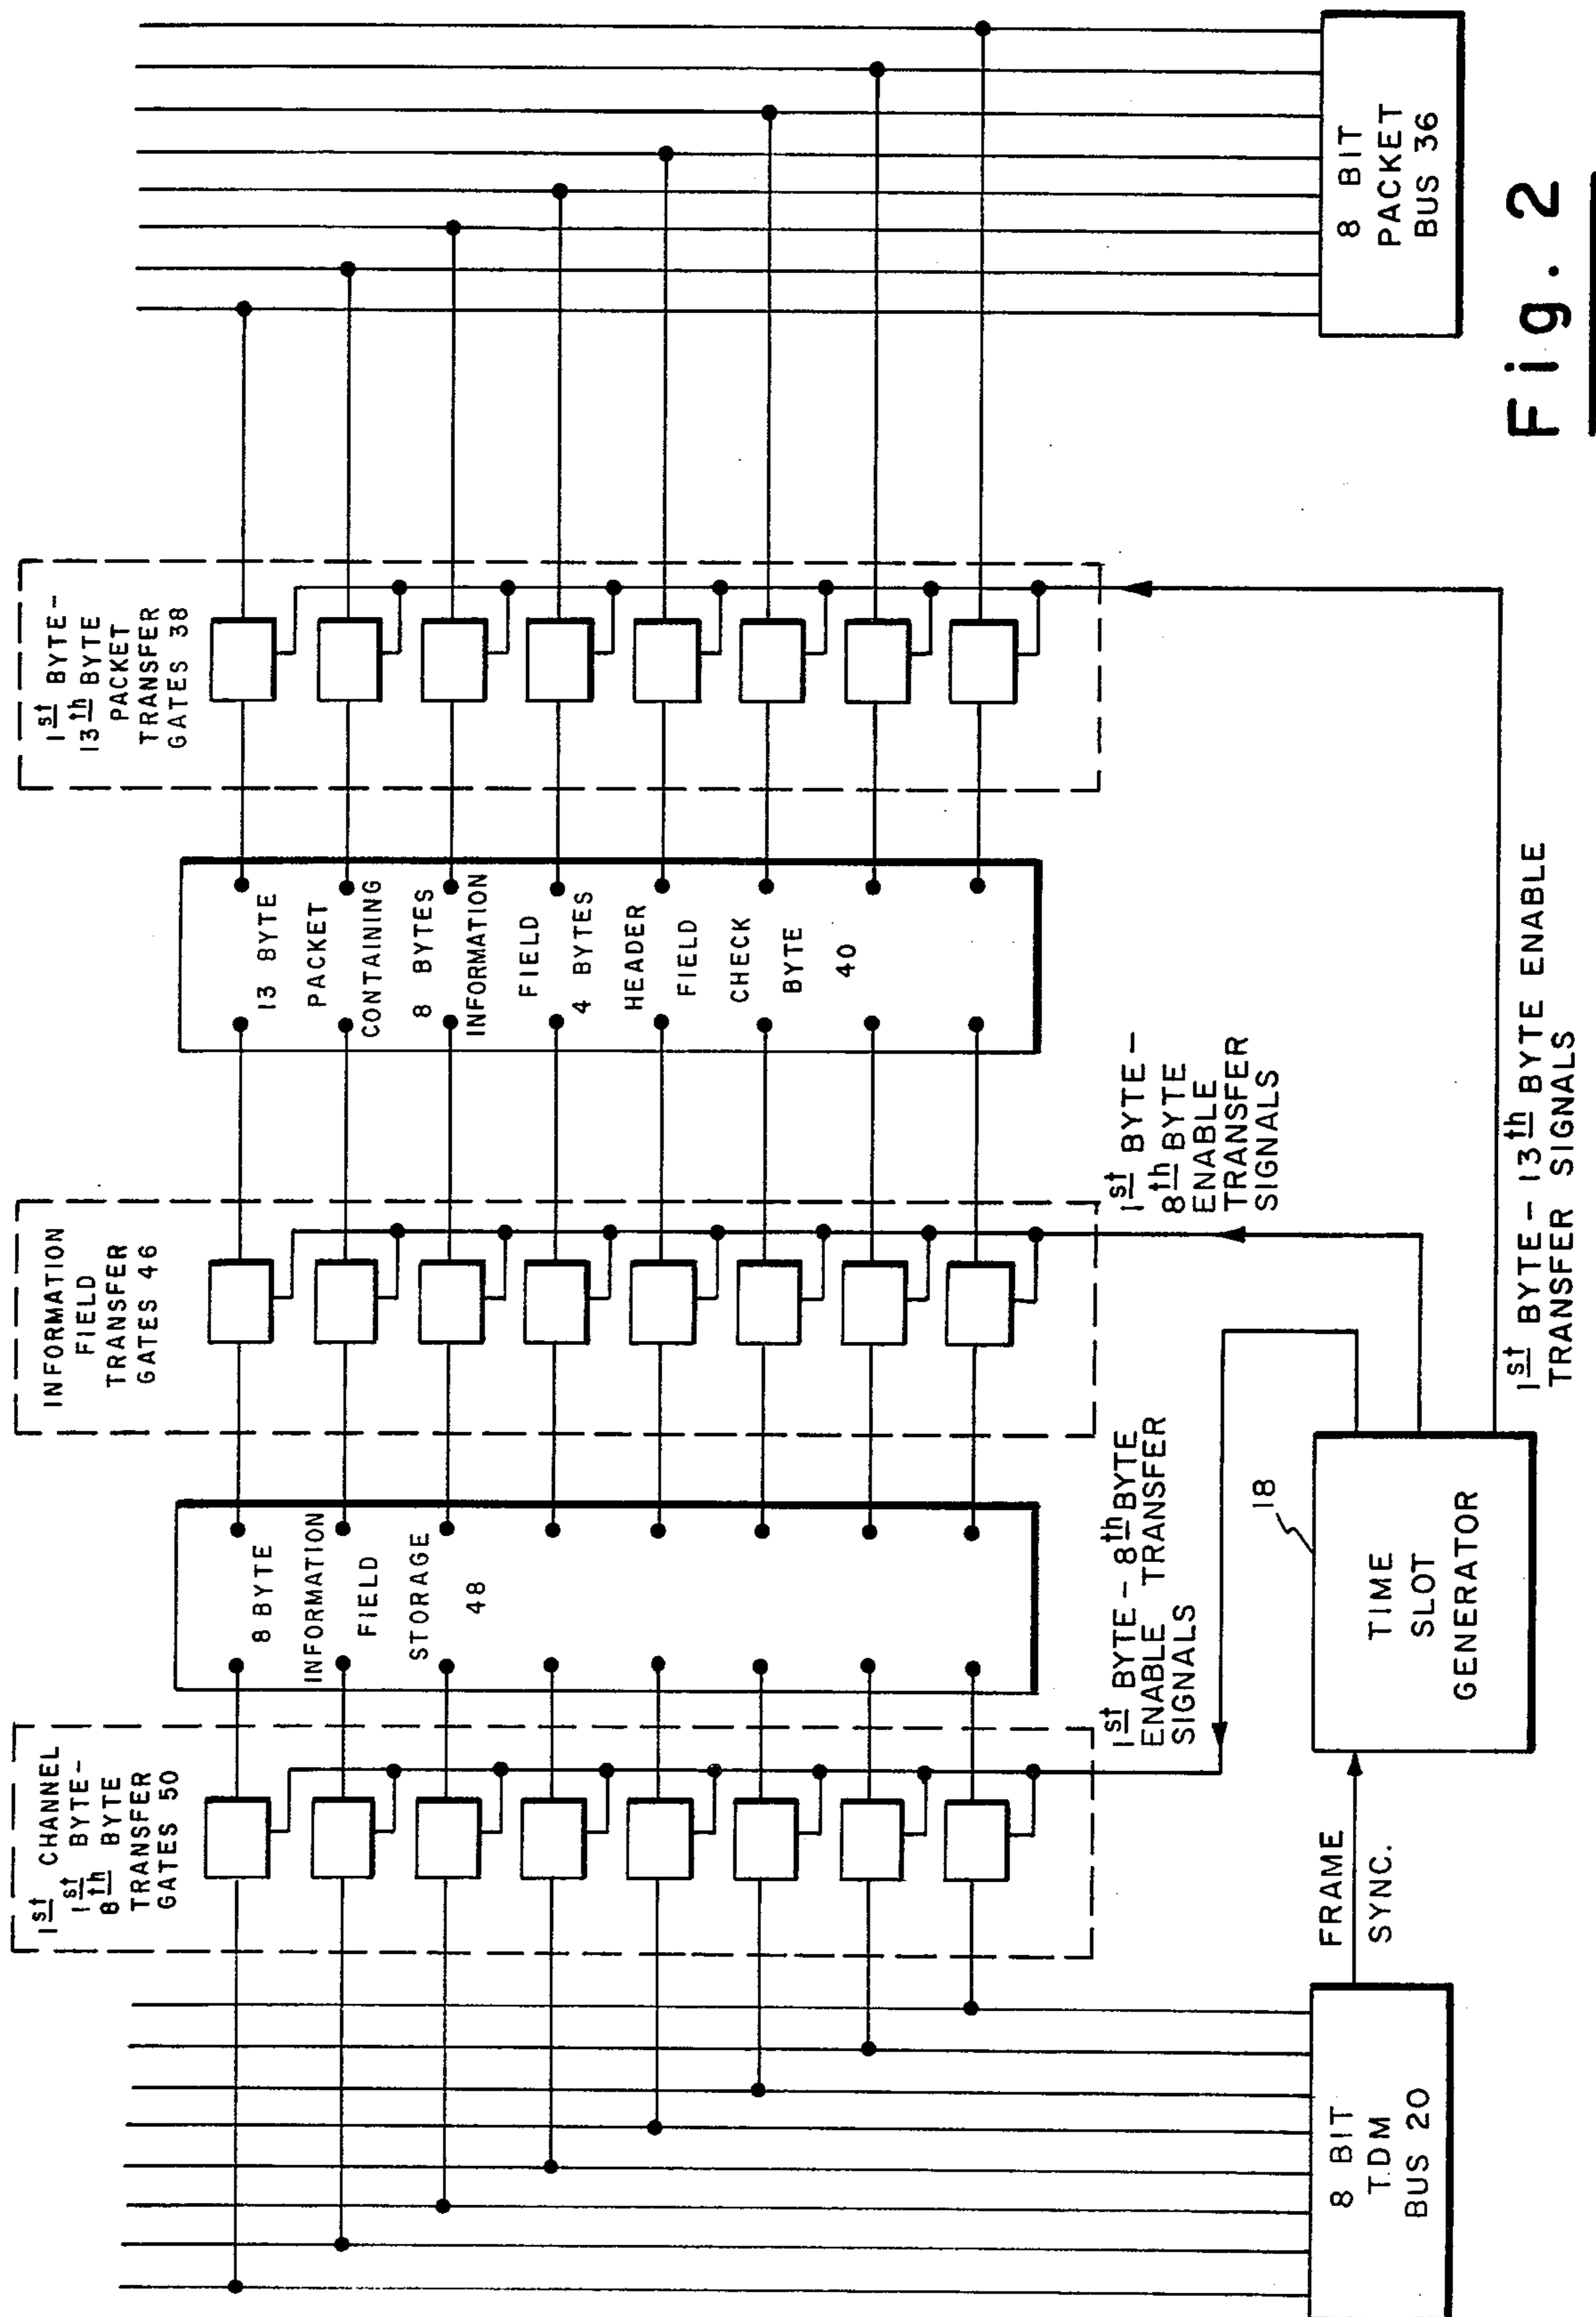 1st CHANNEL
1st BYTE-
8th BYTE
TRANSFER
GATES 50
INFORMATION
FIELD
TRANSFER
GATES 46
1st BYTE-
13th BYTE
PACKET
TRANSFER
GATES 38
8 BYTE
INFORMATION
FIELD
STORAGE
48
13 BYTE
PACKET
CONTAINING
8 BYTES
INFORMATION
FIELD
4 BYTES
HEADER
FIELD
CHECK
BYTE
40
1st BYTE-8th BYTE
ENABLE TRANSFER
SIGNALS
1st BYTE-
8th BYTE
ENABLE
TRANSFER
SIGNALS
8 BIT
TDM
BUS 20
FRAME
SYNC.
18
TIME
SLOT
GENERATOR
1st BYTE-13th BYTE ENABLE
TRANSFER SIGNALS
8 BIT
PACKET
BUS 36
Fig. 2